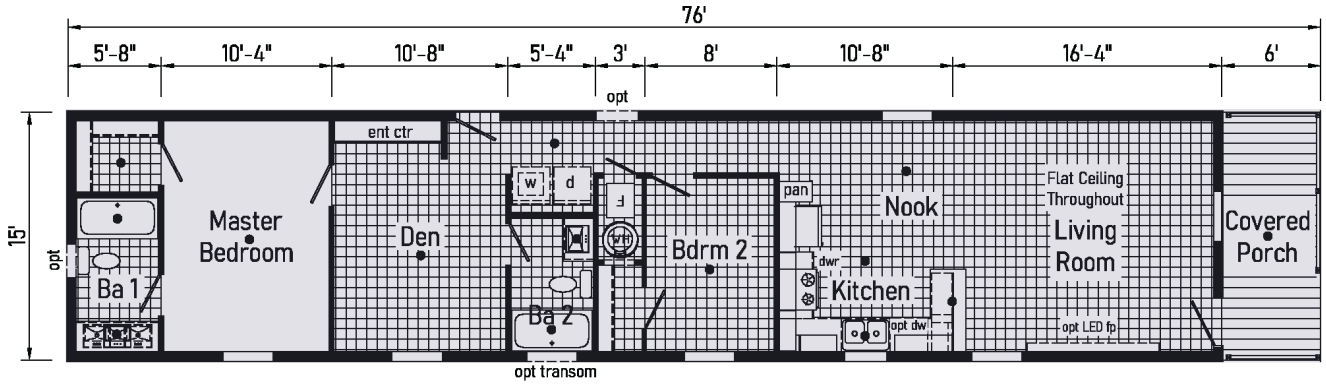 76'
5'-8"
10'-4"
10'-8"
5'-4"
3'
8'
10'-8"
16'-4"
6'
opt
ent ctr
w
d
F
pan
Flat Ceiling
Throughout
15'
Master
Bedroom
Den
WH
Bdrm 2
Nook
Living
Room
Covered
Porch
opt
Ba 1
dwr
Kitchen
Ba 2
opt dw
opt LED fp
opt transom